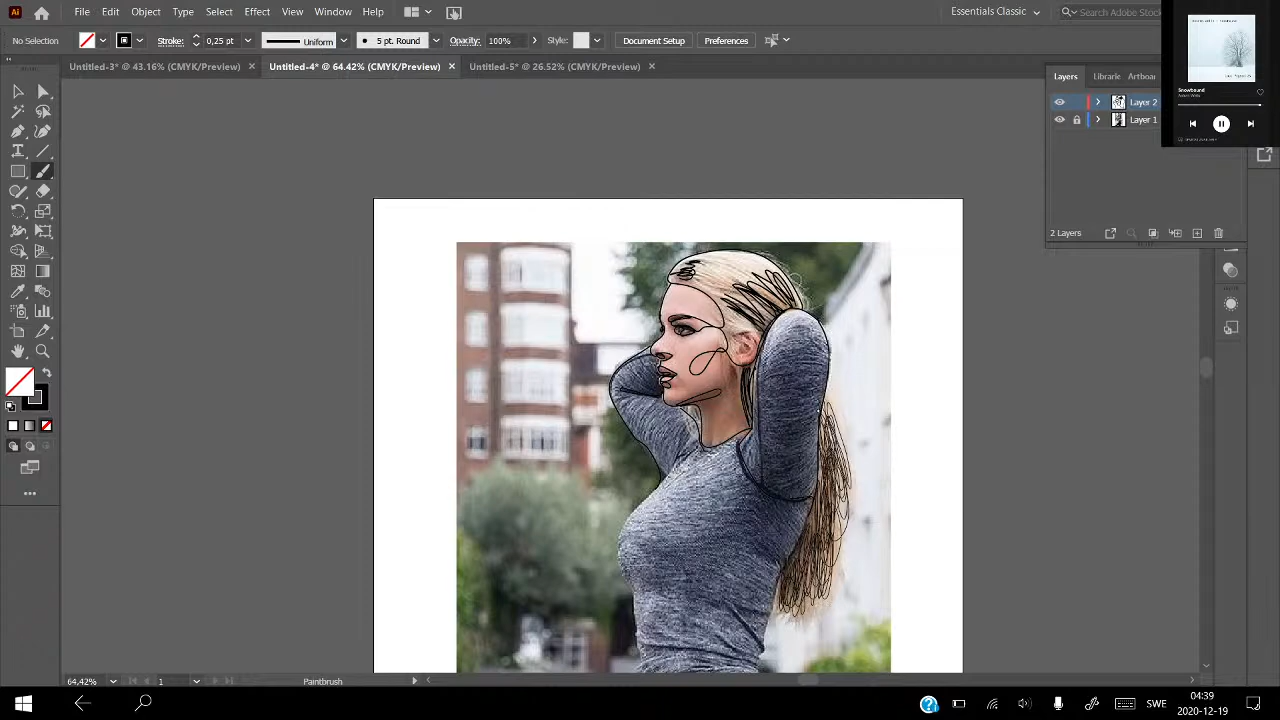 Ai File Edit Object Type Select Effect View Window Help Essentials Classic Search Adobe Stoc
No Selection Stroke: 0,25 pt Uniform 5 pt. Round Opacity: 100% Style: Document Setup Preferences
Untitled-3* @ 43.16% (CMYK/Preview) Untitled-4* @ 64.42% (CMYK/Preview) Untitled-5* @ 26.52% (CMYK/Preview)
Layers Librarie Artboar
Snowbound
Layer 2
Layer 1
2 Layers
64.42% 1 Paintbrush
SWE
04:39
2020-12-19